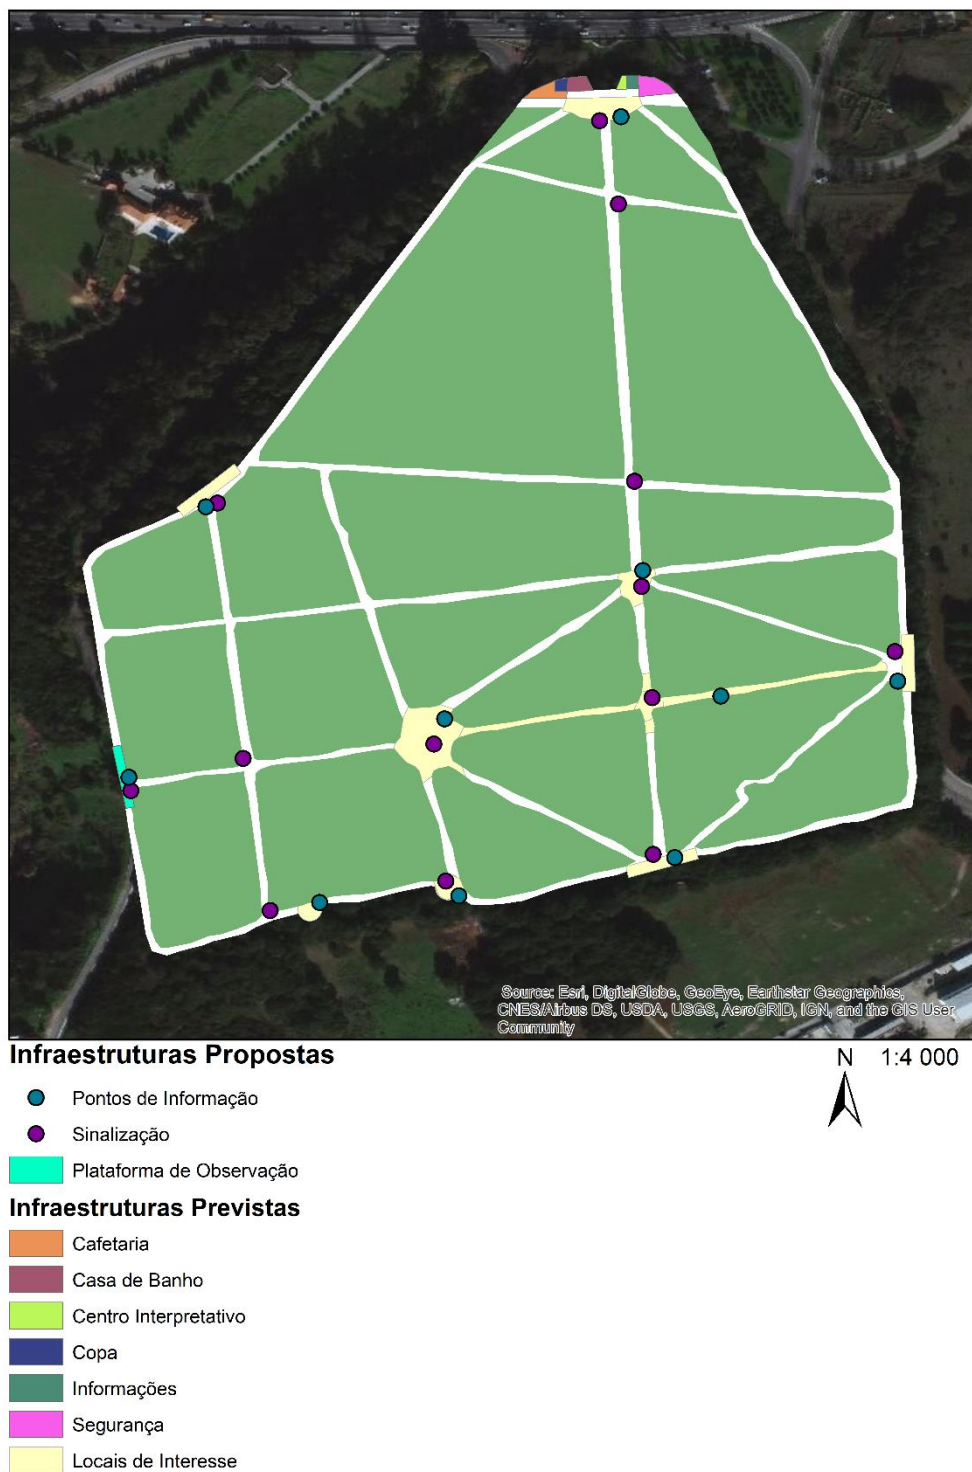 Source: Esri, DigitalGlobe, GeoEye, Earthstar Geographics,
CNES/Airbus DS, USDA, USGS, AeroGRID, IGN, and the GIS User
Community
Infraestruturas Propostas
N 1:4 000
Pontos de Informação
Sinalização
Plataforma de Observação
Infraestruturas Previstas
Cafetaria
Casa de Banho
Centro Interpretativo
Copa
Informações
Segurança
Locais de Interesse